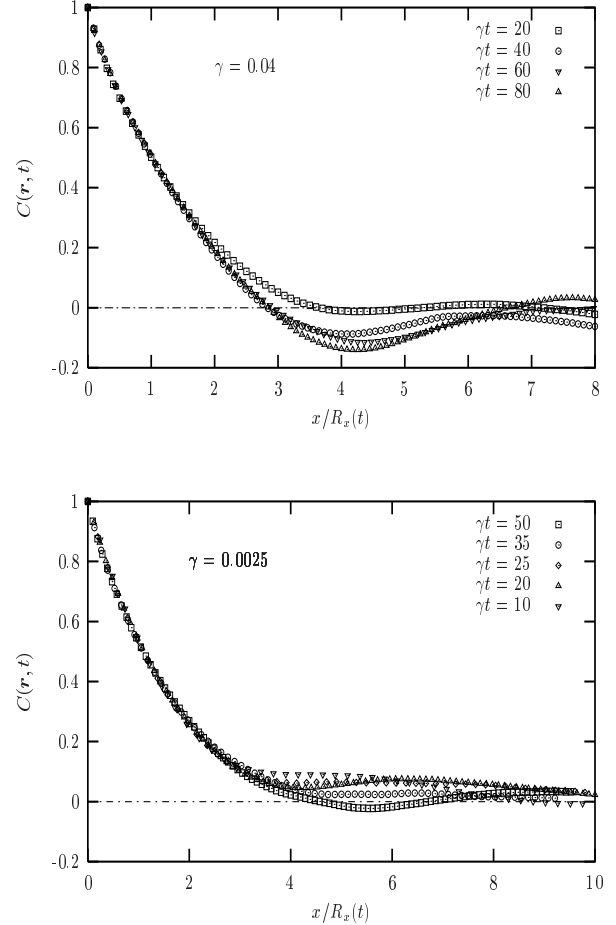 1
0.8
0.6
0.4
0.2
0
-0.2
C(r, t)
γ = 0.04
γt = 20
γt = 40
γt = 60
γt = 80
0 1 2 3 4 5 6 7 8
x/Rx(t)
1
0.8
0.6
0.4
0.2
0
-0.2
C(r, t)
γ = 0.0025
γt = 50
γt = 35
γt = 25
γt = 20
γt = 10
0 2 4 6 8 10
x/Rx(t)